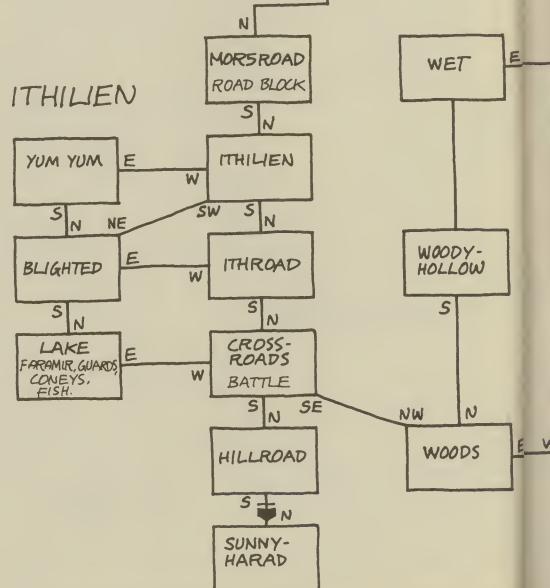 N
MORSROAD
ROAD BLOCK
WET
E
ITHILIEN
S
N
YUM YUM
E
W
ITHILIEN
S
N
NE
SW
S
N
BLIGHTED
E
W
ITHROAD
WOODY-
HOLLOW
S
S
N
S
N
LAKE
FARAMIR, GUARDS,
CONEYS.
FISH.
E
W
CROSS-
ROADS
BATTLE
S
N
SE
NW
N
HILLROAD
WOODS
E
W
S
N
SUNNY-
HARAD